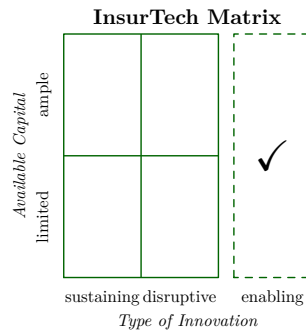 InsurTech Matrix
Available Capital
ample
limited
sustaining disruptive enabling
Type of Innovation